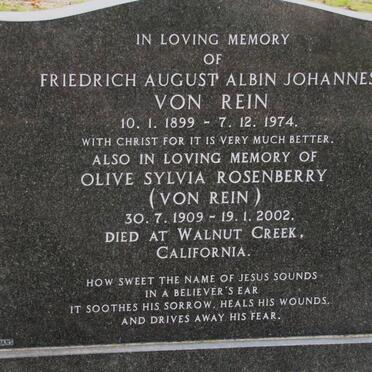 IN LOVING MEMORY
OF
FRIEDRICH AUGUST ALBIN JOHANNES
VON REIN
10. 1. 1899 - 7. 12. 1974.
WITH CHRIST FOR IT IS VERY MUCH BETTER.
ALSO IN LOVING MEMORY OF
OLIVE SYLVIA ROSENBERRY
(VON REIN)
30. 7. 1909 - 19. 1. 2002.
DIED AT WALNUT CREEK,
CALIFORNIA.
HOW SWEET THE NAME OF JESUS SOUNDS
IN A BELIEVER'S EAR
IT SOOTHES HIS SORROW, HEALS HIS WOUNDS,
AND DRIVES AWAY HIS FEAR.